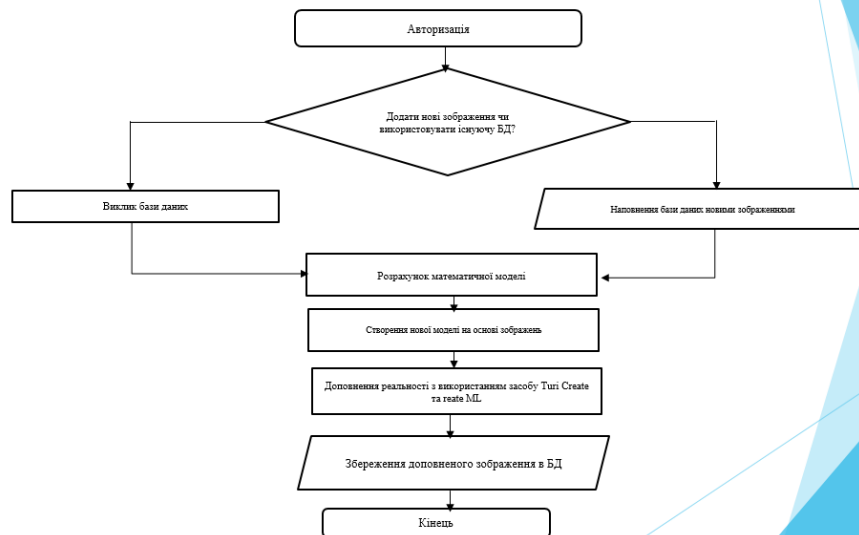 Авторизація
Додати нові зображення чи
використовувати існуючу БД?
Виклик бази даних
Наповнення бази даних новими зображеннями
Розрахунок математичної моделі
Створення нової моделі на основі зображень
Доповнення реальності з використанням засобу Turi Create
та reate ML
Збереження доповненого зображення в БД
Кінець